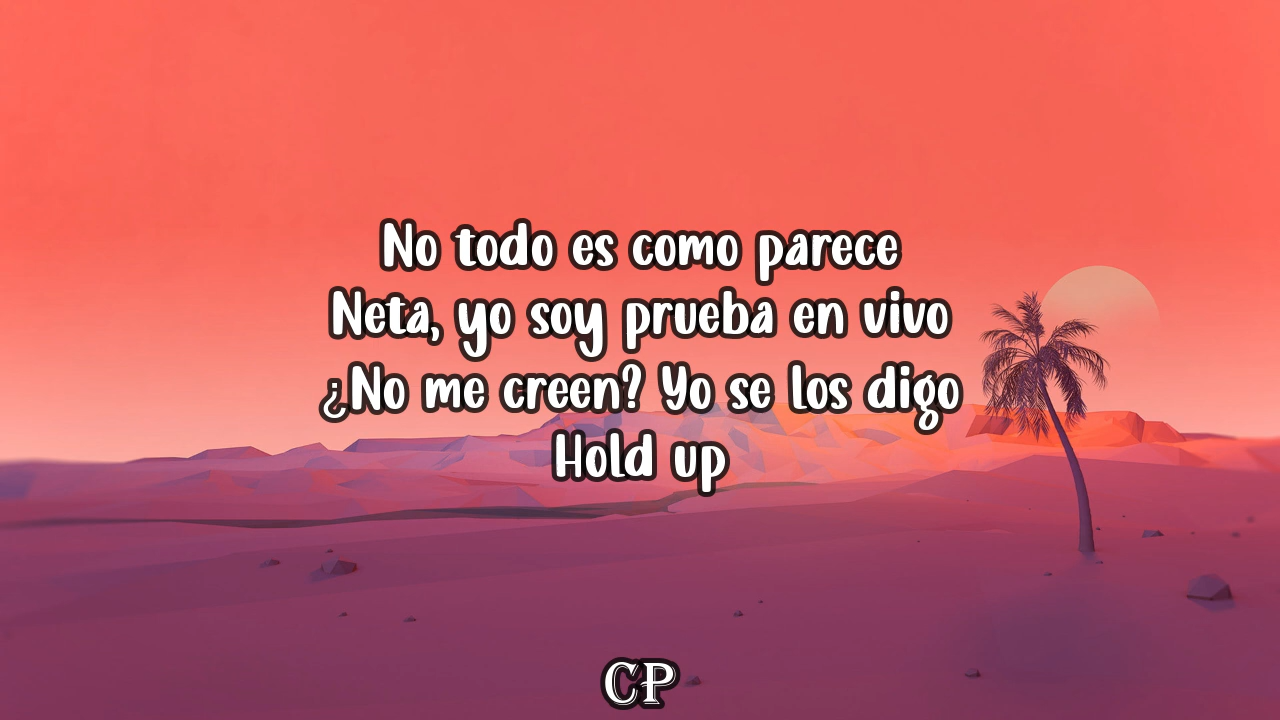 No todo es como parece
Neta, yo soy prueba en vivo
¿No me creen? Yo se los digo
Hold up
CP